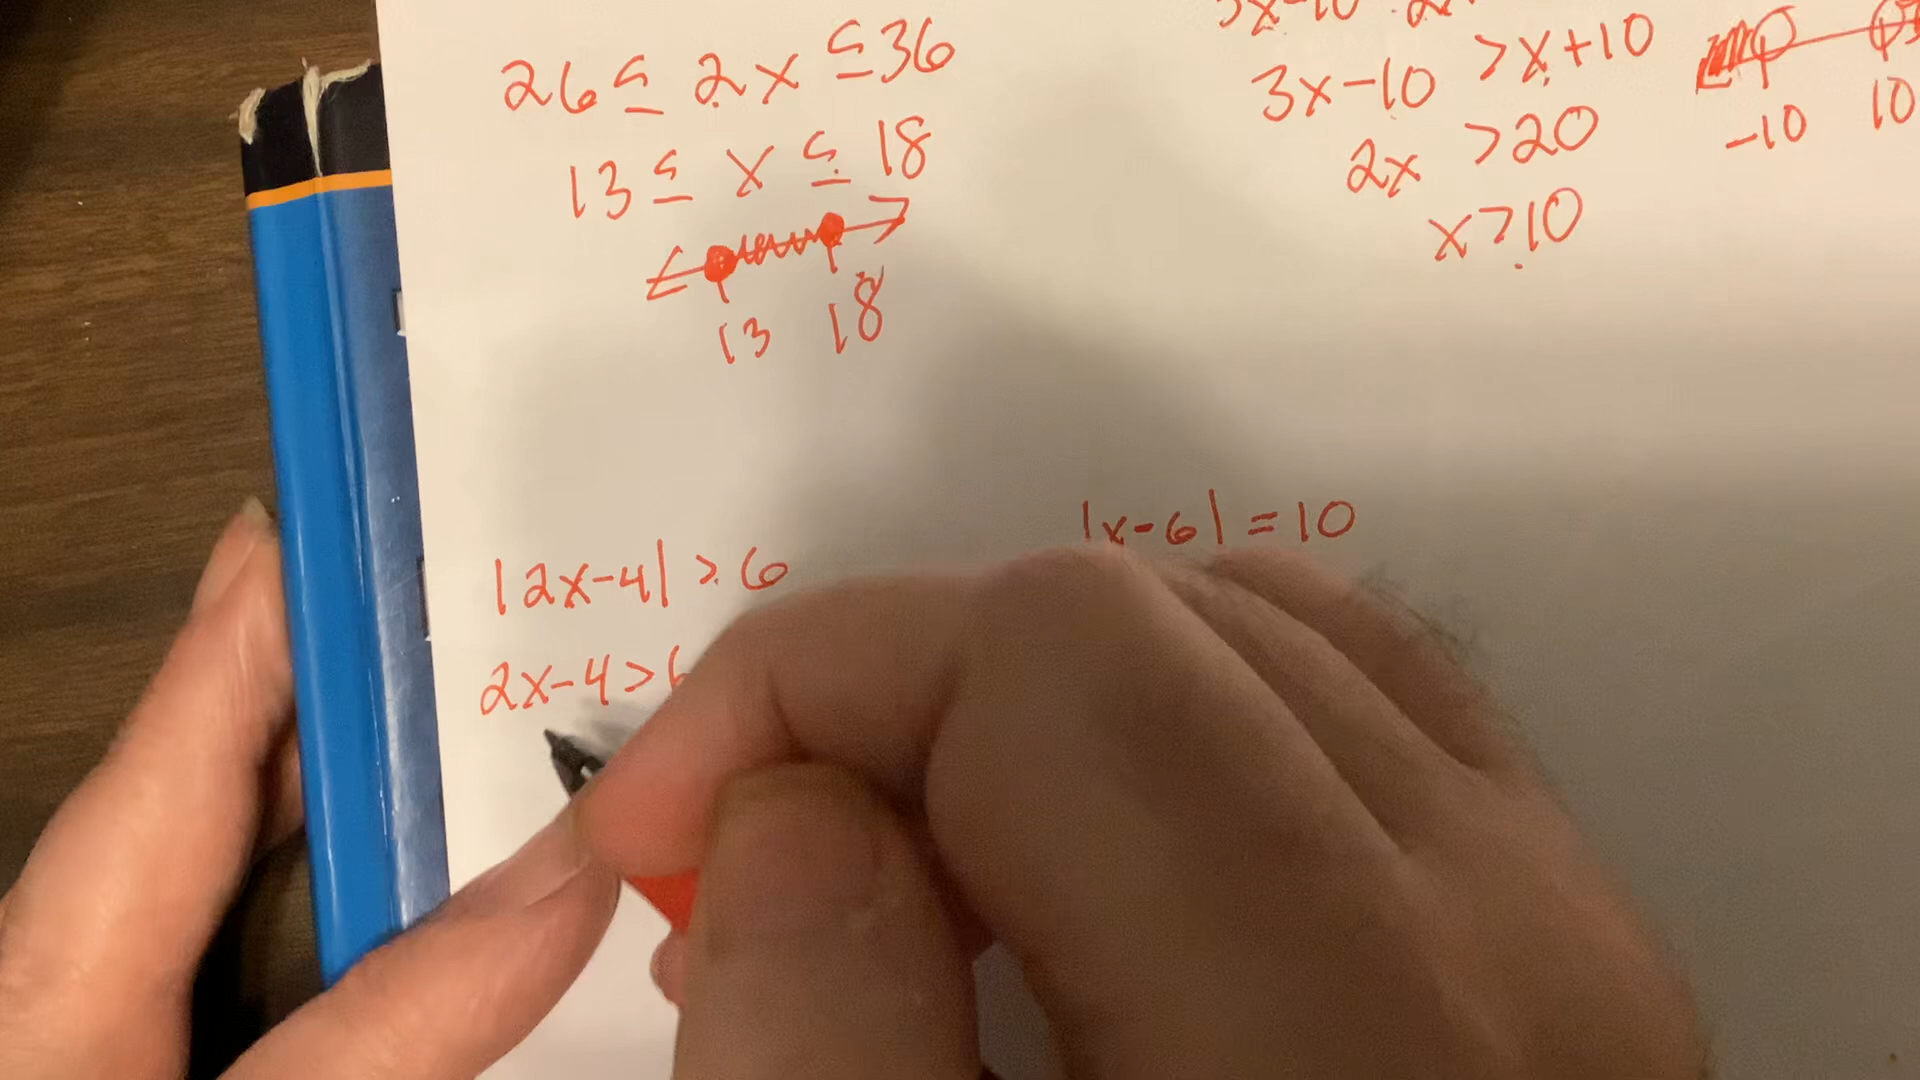 26 ≤ 2x ≤ 36
13 ≤ x ≤ 18
13 18
3x-10 > x+10
2x > 20
x > 10
-10 10
|2x-4| > 6
2x-4 > 6
|x-6| = 10